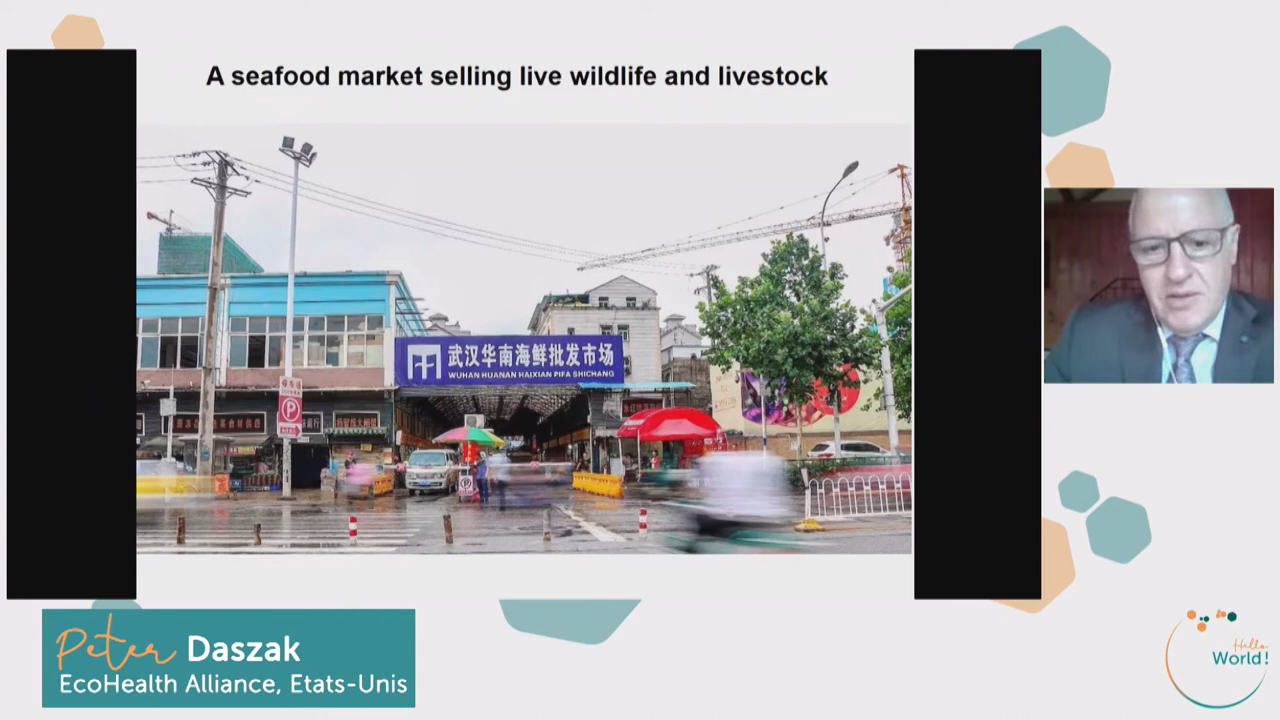 A seafood market selling live wildlife and livestock
武汉华南海鲜批发市场
WUHAN HUANAN HAIXIAN PIFA SHICHANG
P
Peter Daszak
EcoHealth Alliance, Etats-Unis
Hello
World!